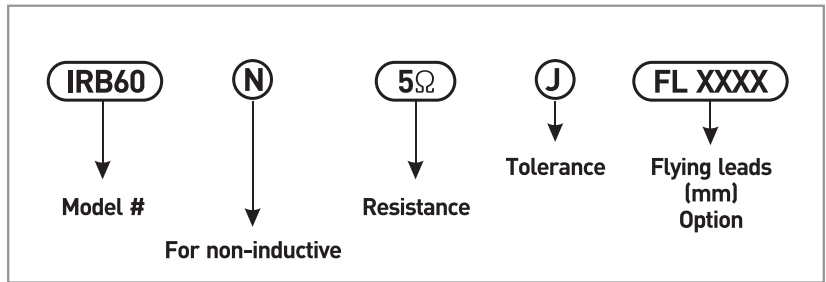 IRB60 N 5Ω J FL XXXX
Model #
For non-inductive
Resistance
Tolerance
Flying leads
(mm)
Option